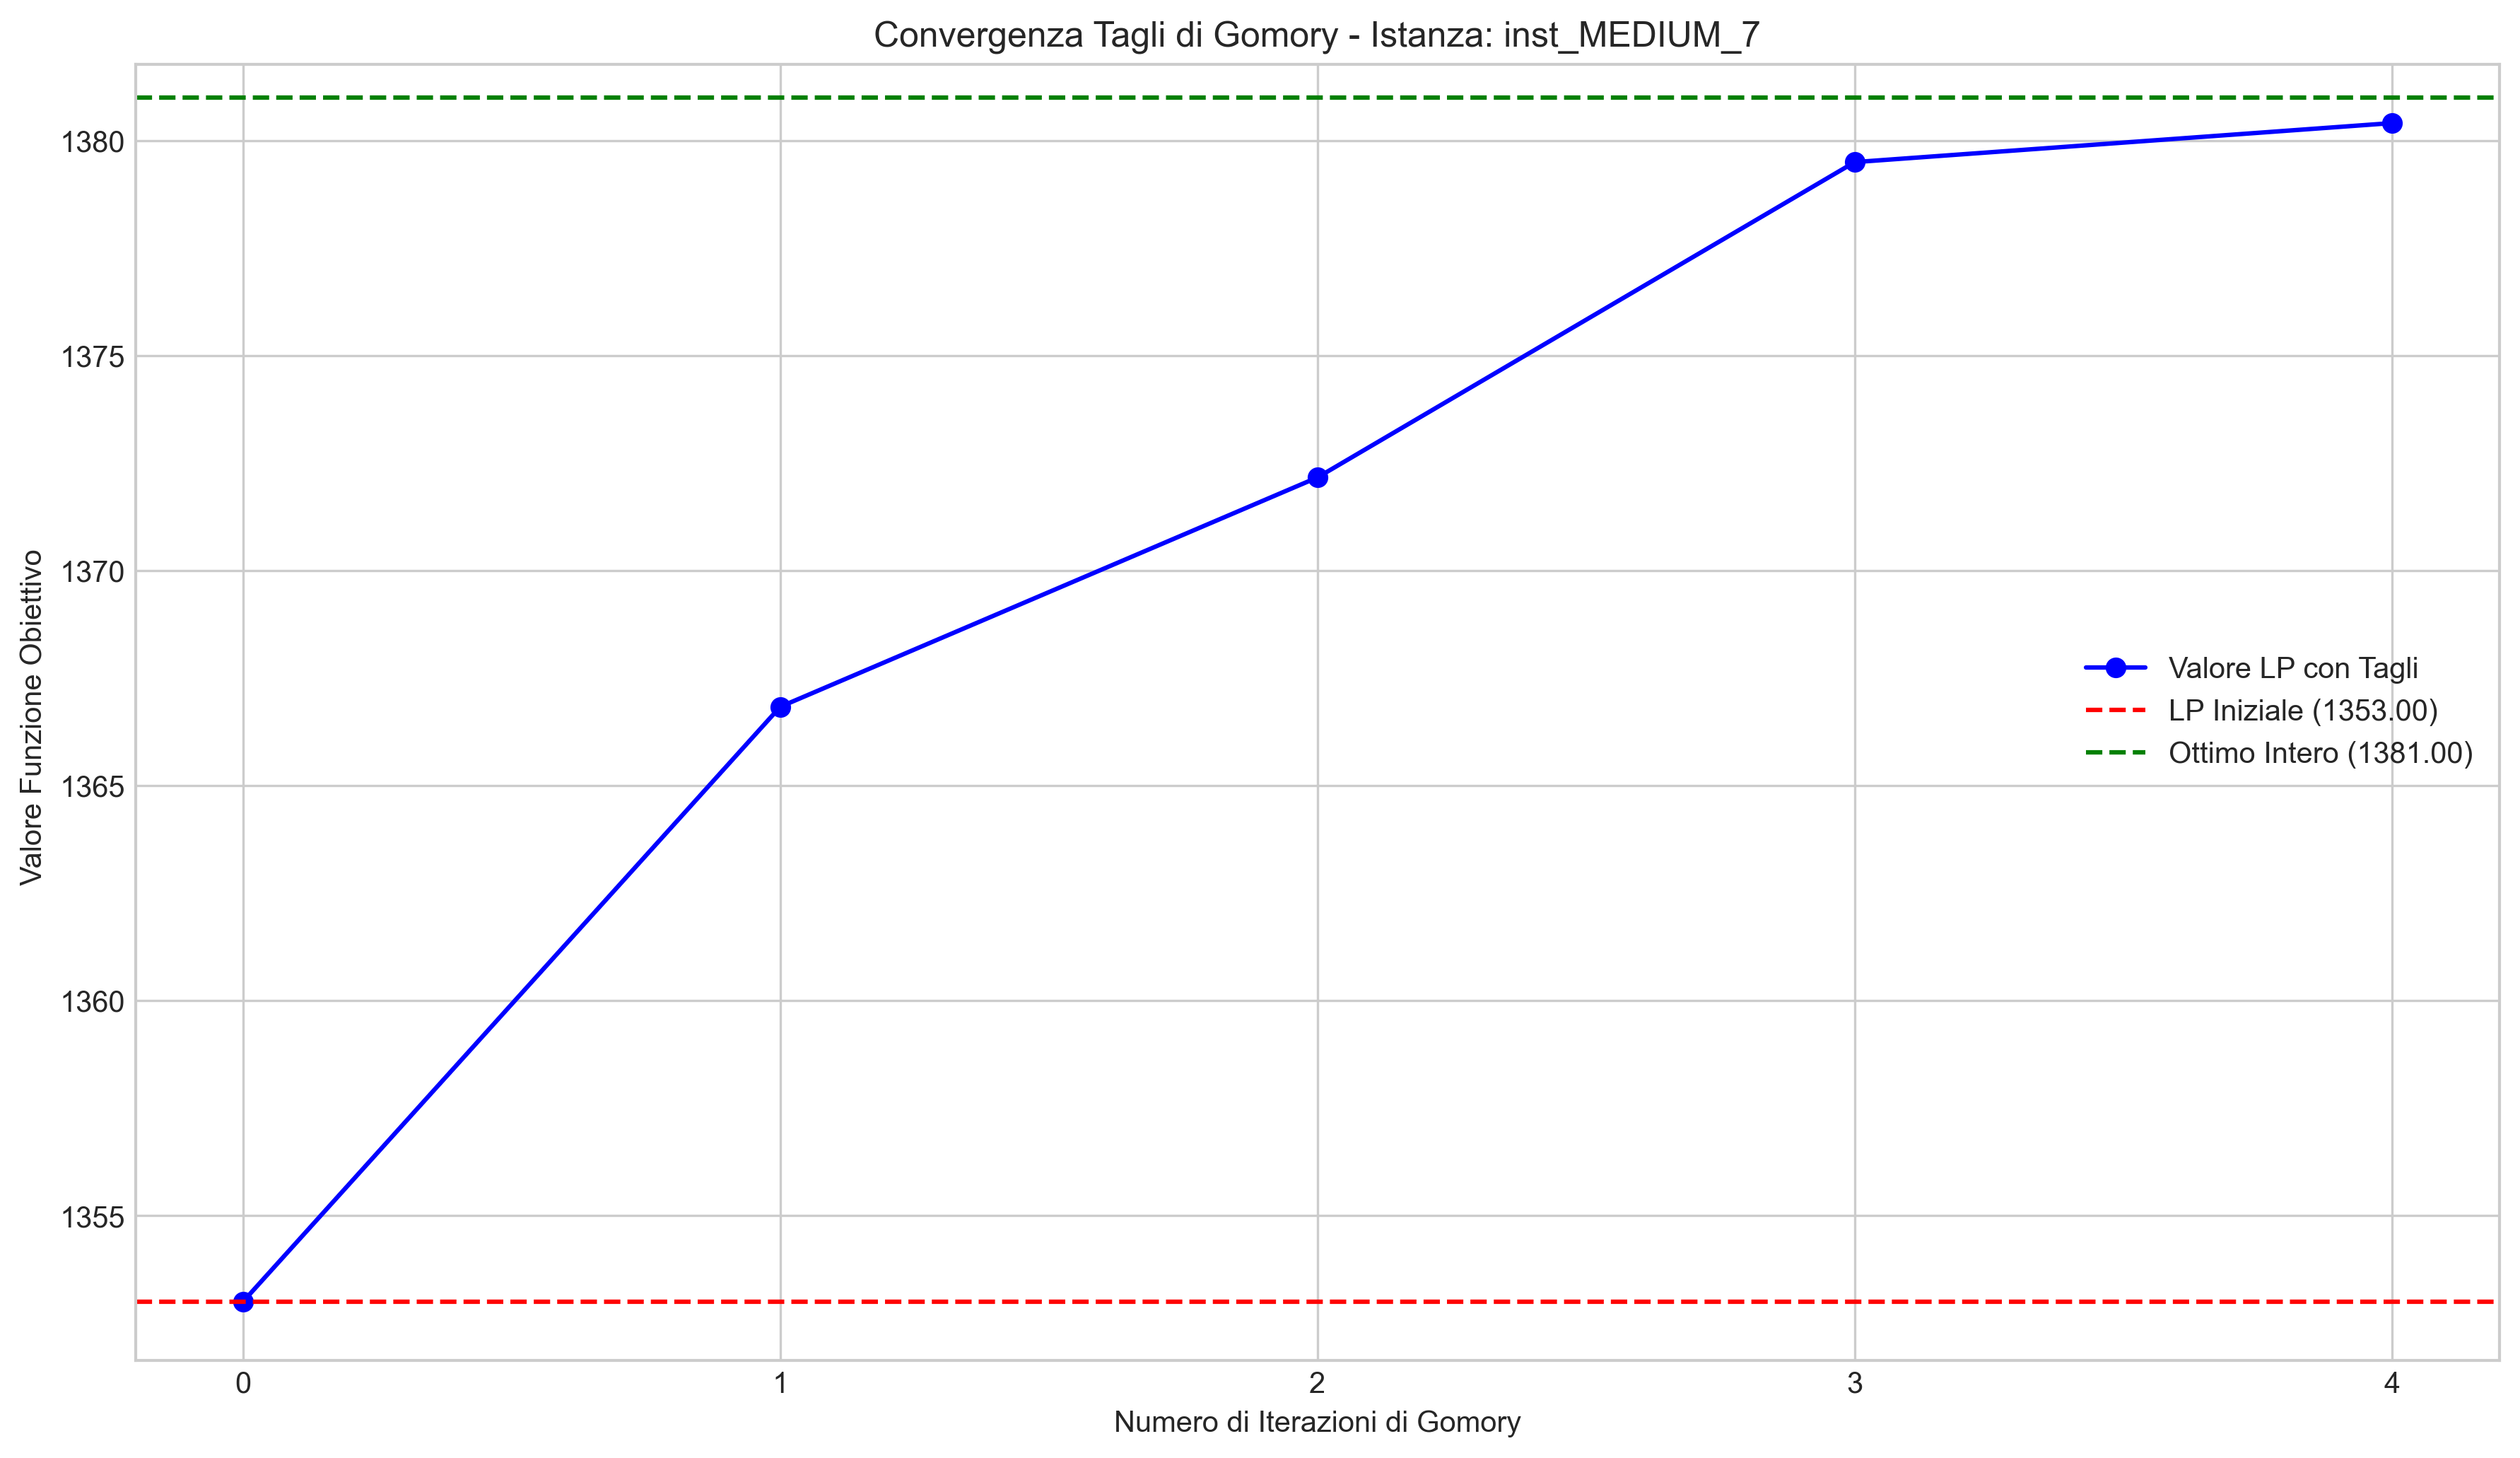 Convergenza Tagli di Gomory - Istanza: inst_MEDIUM_7
Valore Funzione Obiettivo
1380
1375
1370
1365
1360
1355
Valore LP con Tagli
LP Iniziale (1353.00)
Ottimo Intero (1381.00)
0 1 2 3 4
Numero di Iterazioni di Gomory